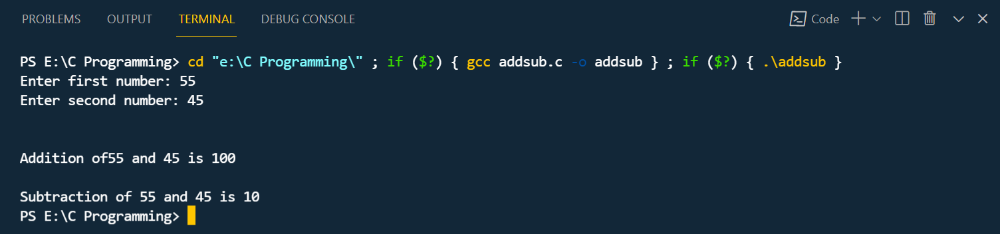 PROBLEMS OUTPUT TERMINAL DEBUG CONSOLE Code
PS E:\C Programming> cd "e:\C Programming\" ; if ($?) { gcc addsub.c -o addsub } ; if ($?) { .\addsub }
Enter first number: 55
Enter second number: 45
Addition of55 and 45 is 100
Subtraction of 55 and 45 is 10
PS E:\C Programming>